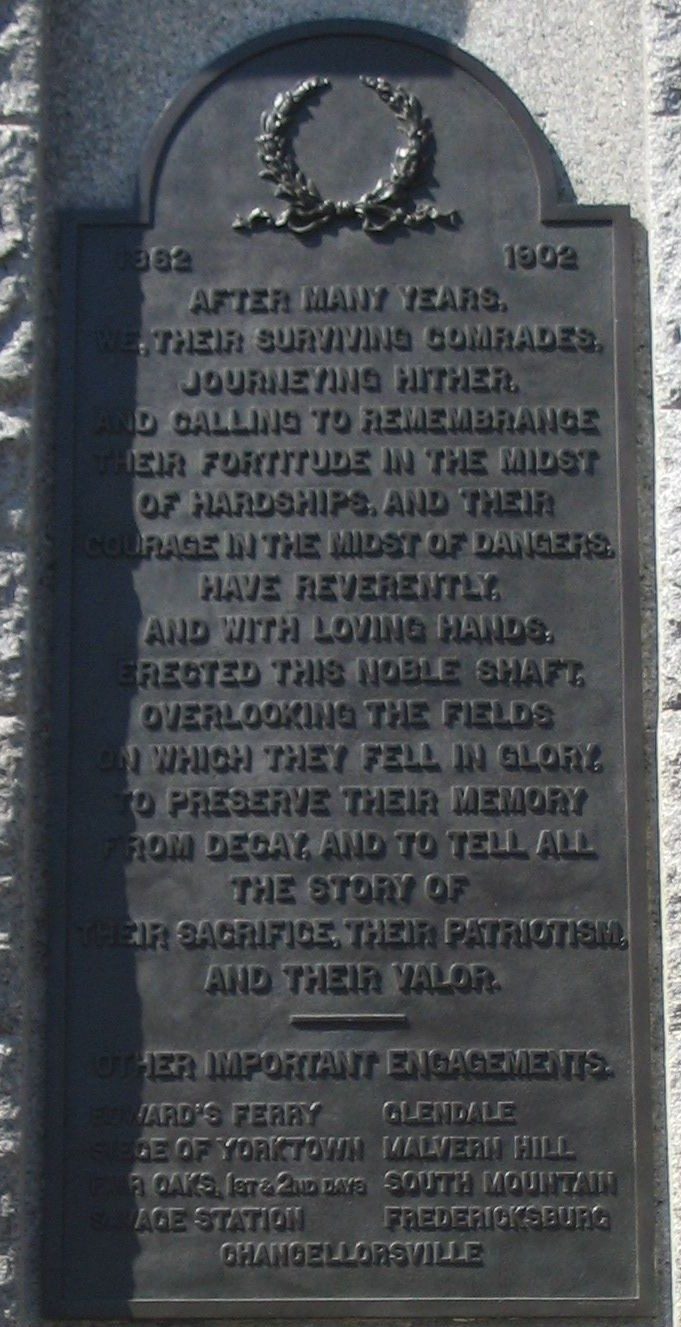 1862 1902
AFTER MANY YEARS,
WE, THEIR SURVIVING COMRADES,
JOURNEYING HITHER,
AND CALLING TO REMEMBRANCE
THEIR FORTITUDE IN THE MIDST
OF HARDSHIPS, AND THEIR
COURAGE IN THE MIDST OF DANGERS,
HAVE REVERENTLY,
AND WITH LOVING HANDS,
ERECTED THIS NOBLE SHAFT,
OVERLOOKING THE FIELDS
ON WHICH THEY FELL IN GLORY,
TO PRESERVE THEIR MEMORY
FROM DECAY, AND TO TELL ALL
THE STORY OF
THEIR SACRIFICE, THEIR PATRIOTISM,
AND THEIR VALOR.
OTHER IMPORTANT ENGAGEMENTS.
EDWARD'S FERRY GLENDALE
SIEGE OF YORKTOWN MALVERN HILL
FAIR OAKS, 1ST & 2ND DAYS SOUTH MOUNTAIN
SAVAGE STATION FREDERICKSBURG
CHANCELLORSVILLE